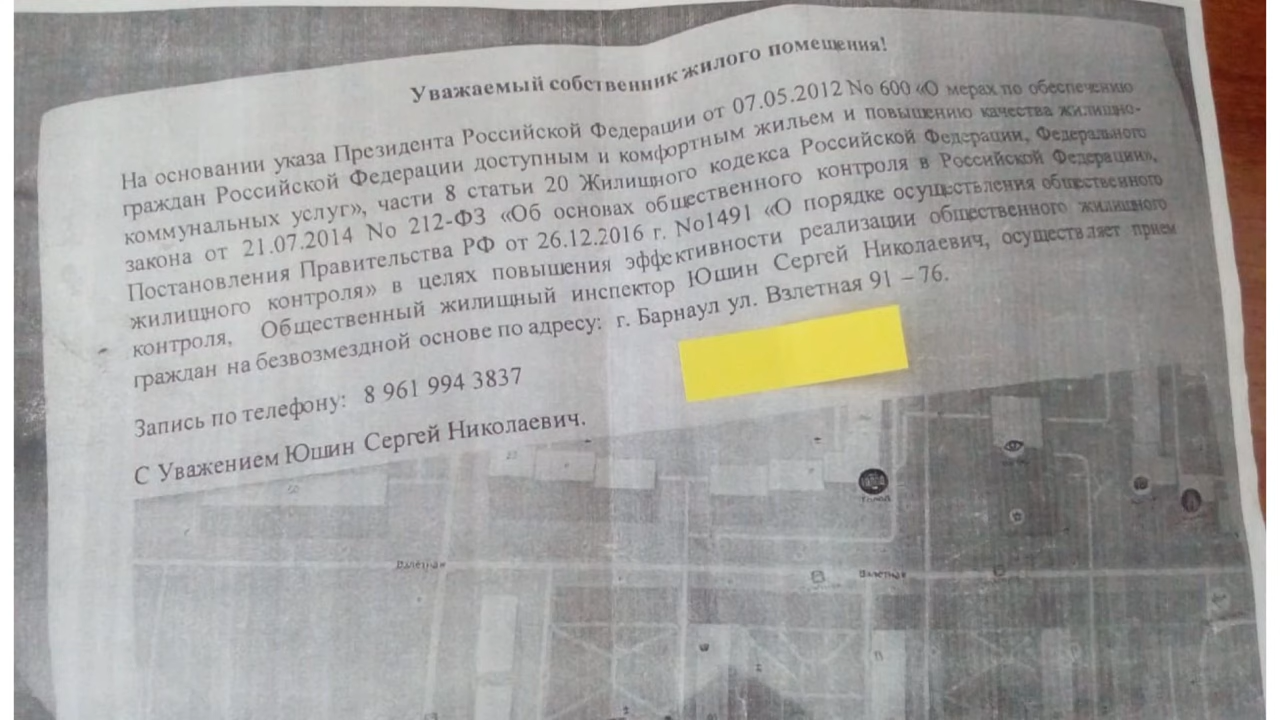 Уважаемый собственник жилого помещения!
На основании указа Президента Российской Федерации от 07.05.2012 No 600 «О мерах по обеспечению
граждан Российской Федерации доступным и комфортным жильем и повышению качества жилищно-
коммунальных услуг», части 8 статьи 20 Жилищного кодекса Российской Федерации, Федерального
закона от 21.07.2014 No 212-ФЗ «Об основах общественного контроля в Российской Федерации»,
Постановления Правительства РФ от 26.12.2016 г. No1491 «О порядке осуществления общественного
жилищного контроля» в целях повышения эффективности реализации общественного жилищного
контроля, Общественный жилищный инспектор Юшин Сергей Николаевич, осуществляет прием
граждан на безвозмездной основе по адресу: г. Барнаул ул. Взлетная 91 – 76.
Запись по телефону: 8 961 994 3837
С Уважением Юшин Сергей Николаевич.
Город
Взлётная
Взлётная